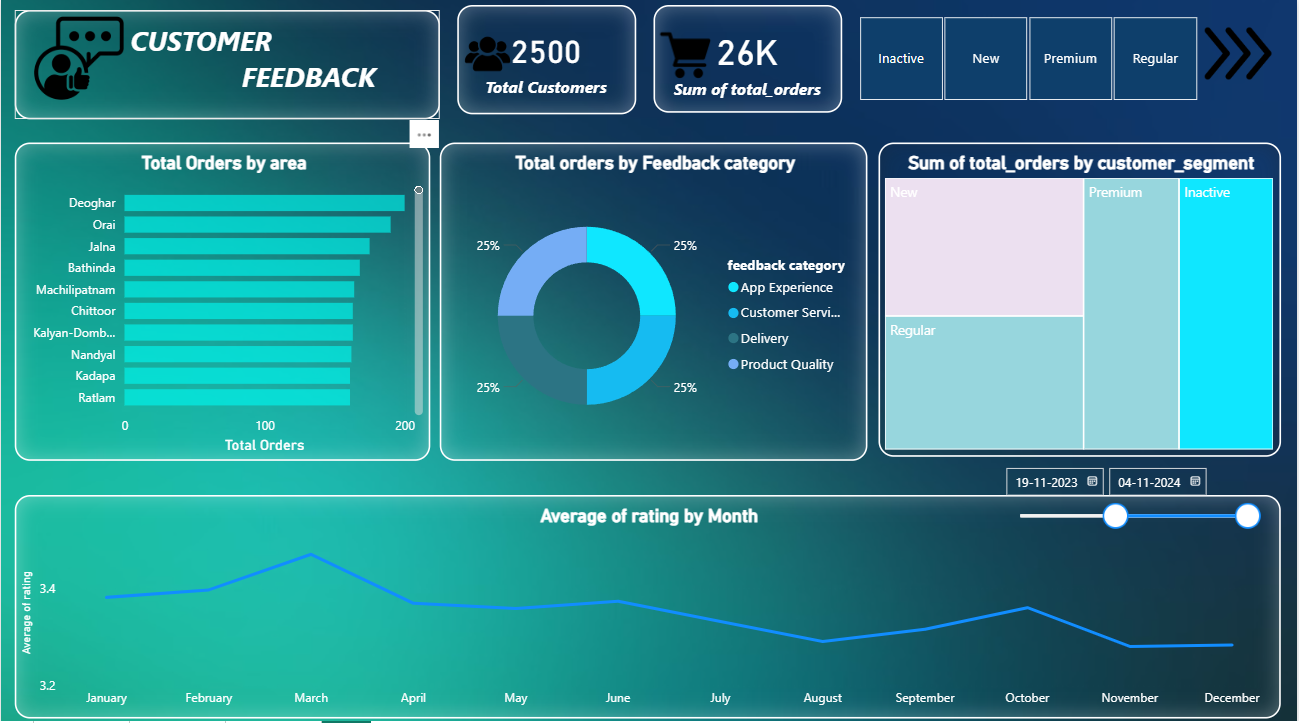 CUSTOMER
FEEDBACK
2500
Total Customers
26K
Sum of total_orders
Inactive
New
Premium
Regular
Total Orders by area
Deoghar
Orai
Jalna
Bathinda
Machilipatnam
Chittoor
Kalyan-Domb...
Nandyal
Kadapa
Ratlam
0
100
200
Total Orders
Total orders by Feedback category
25%
25%
25%
25%
feedback category
App Experience
Customer Servi...
Delivery
Product Quality
Sum of total_orders by customer_segment
New
Premium
Inactive
Regular
19-11-2023
04-11-2024
Average of rating by Month
Average of rating
3.4
3.2
January
February
March
April
May
June
July
August
September
October
November
December